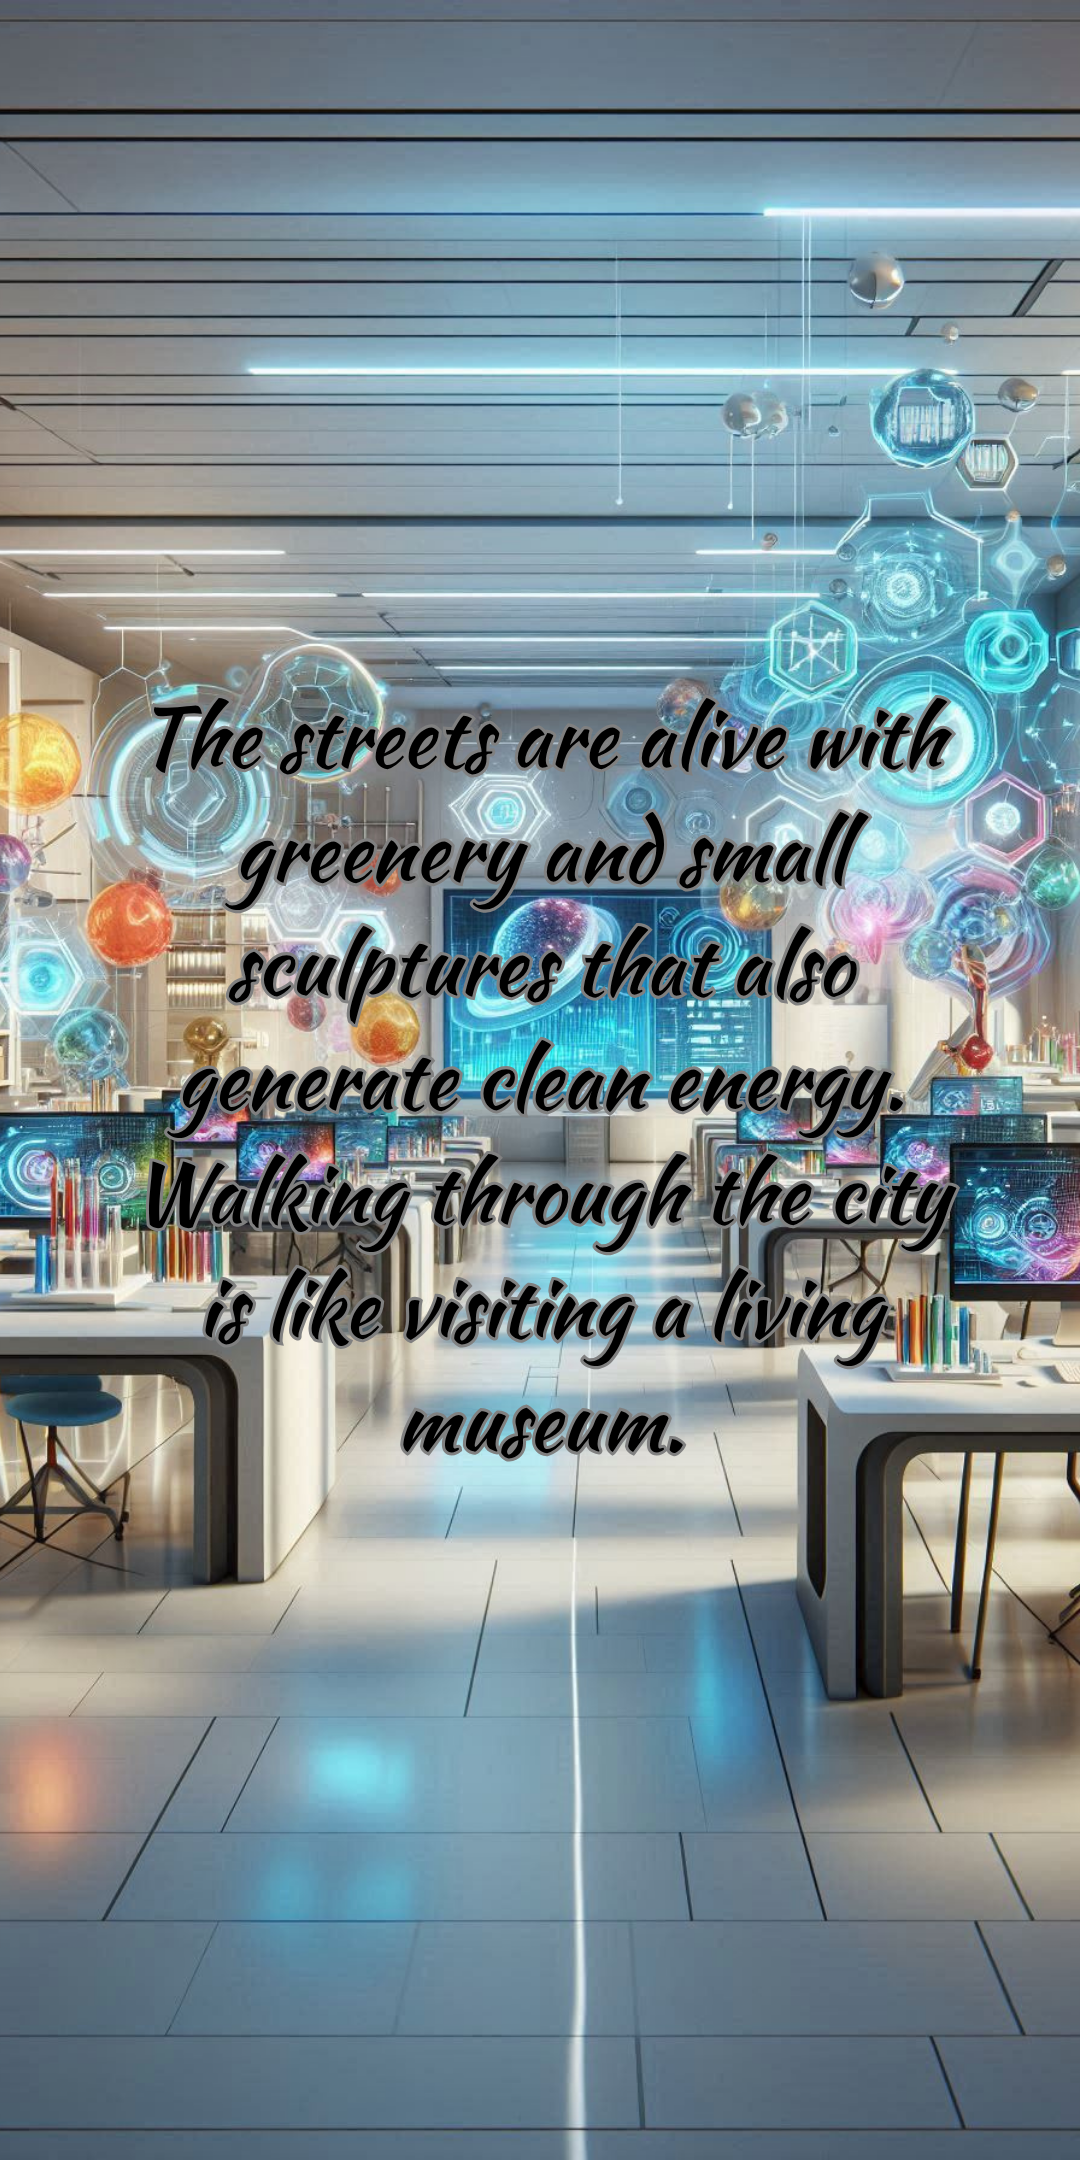 The streets are alive with
greenery and small
sculptures that also
generate clean energy.
Walking through the city
is like visiting a living
museum.